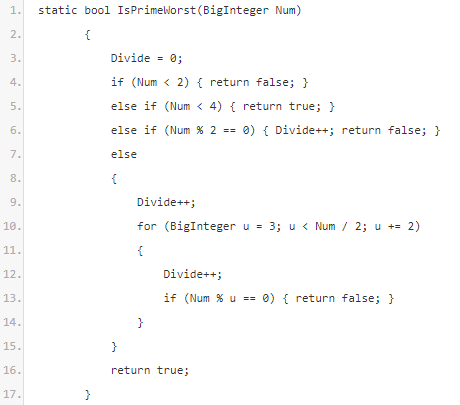 1. static bool IsPrimeWorst(BigInteger Num)
2. {
3. Divide = 0;
4. if (Num < 2) { return false; }
5. else if (Num < 4) { return true; }
6. else if (Num % 2 == 0) { Divide++; return false; }
7. else
8. {
9. Divide++;
10. for (BigInteger u = 3; u < Num / 2; u += 2)
11. {
12. Divide++;
13. if (Num % u == 0) { return false; }
14. }
15. }
16. return true;
17. }